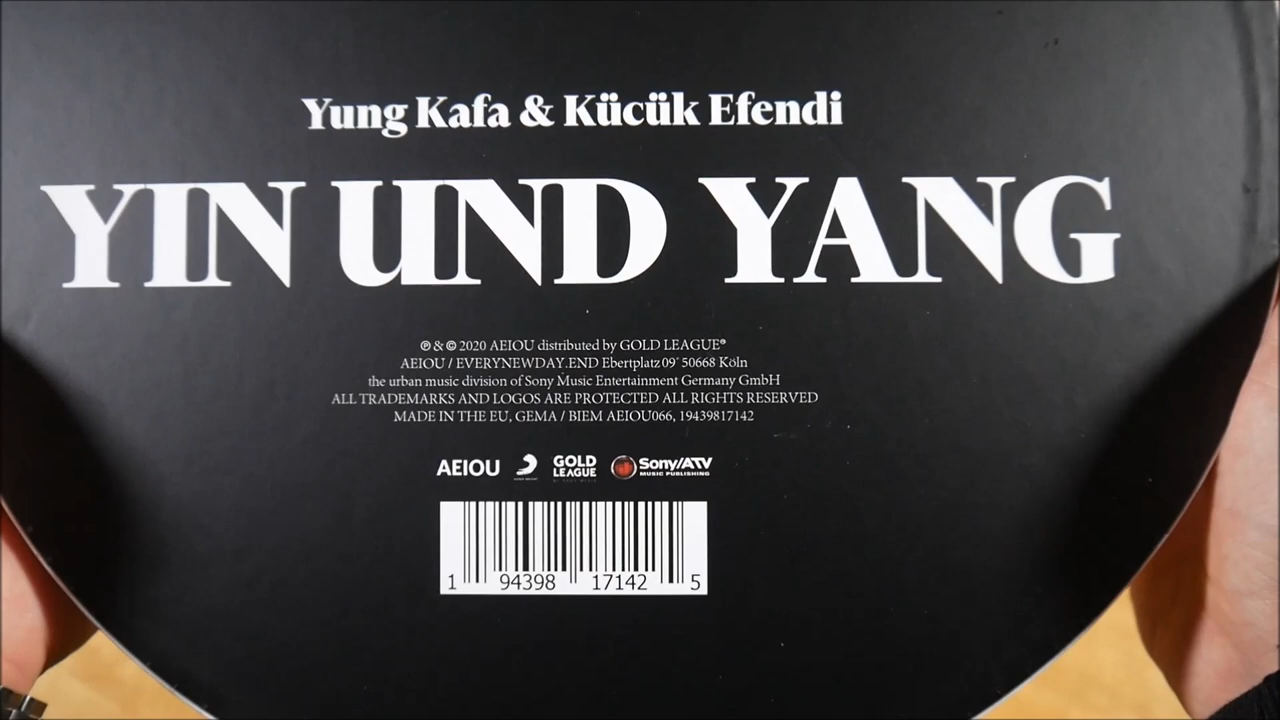 Yung Kafa & Kücük Efendi
YIN UND YANG
℗ & © 2020 AEIOU distributed by GOLD LEAGUE®
AEIOU / EVERYNEWDAY.END Ebertplatz 09 50668 Köln
the urban music division of Sony Music Entertainment Germany GmbH
ALL TRADEMARKS AND LOGOS ARE PROTECTED ALL RIGHTS RESERVED
MADE IN THE EU, GEMA / BIEM AEIOU066, 19439817142
AEIOU GOLD LEAGUE Sony/ATV MUSIC PUBLISHING
1 94398 17142 5